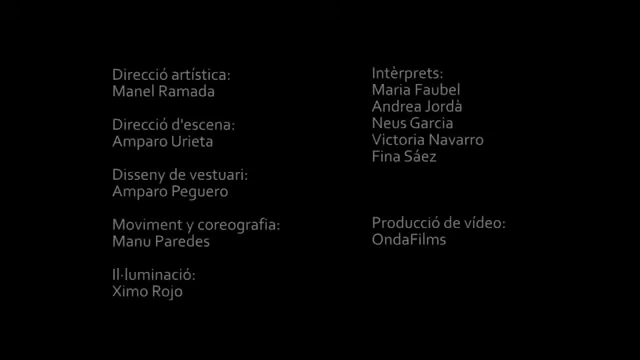 Direcció artística:
Manel Ramada
Direcció d'escena:
Amparo Urieta
Disseny de vestuari:
Amparo Peguero
Moviment y coreografia:
Manu Paredes
Il·luminació:
Ximo Rojo
Intèrprets:
Maria Faubel
Andrea Jordà
Neus Garcia
Victoria Navarro
Fina Sáez
Producció de vídeo:
OndaFilms